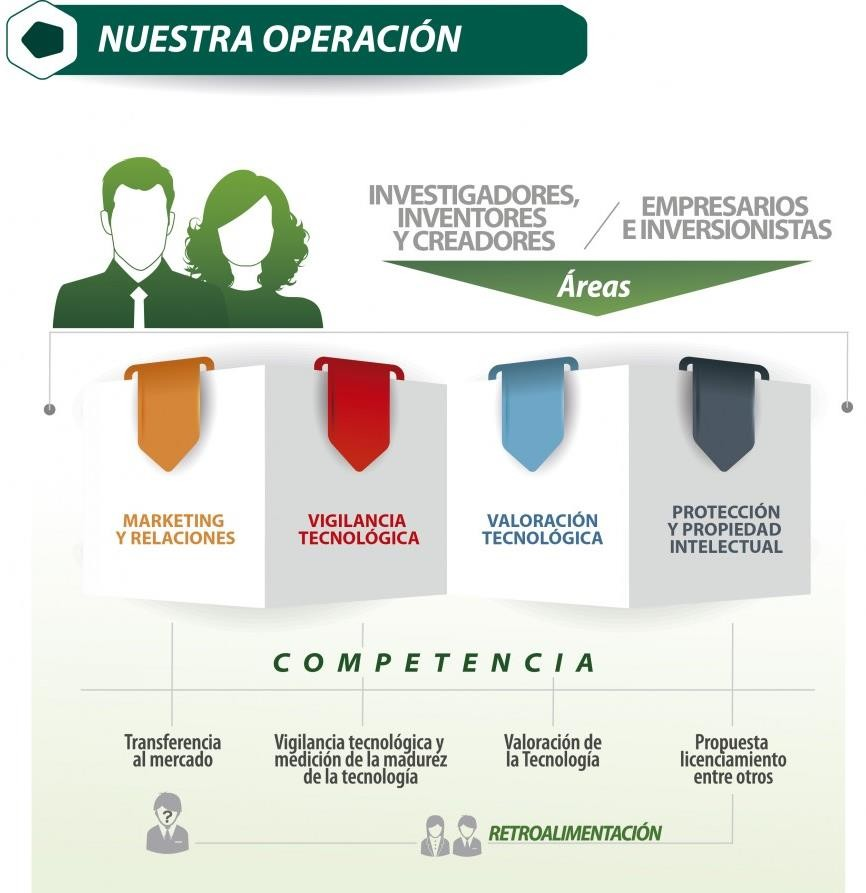 NUESTRA OPERACIÓN
INVESTIGADORES,
INVENTORES
Y CREADORES
/
EMPRESARIOS
E INVERSIONISTAS
Áreas
MARKETING
Y RELACIONES
VIGILANCIA
TECNOLÓGICA
VALORACIÓN
TECNOLÓGICA
PROTECCIÓN
Y PROPIEDAD
INTELECTUAL
COMPETENCIA
Transferencia
al mercado
Vigilancia tecnológica y
medición de la madurez
de la tecnología
Valoración de
la Tecnología
Propuesta
licenciamiento
entre otros
?
RETROALIMENTACIÓN